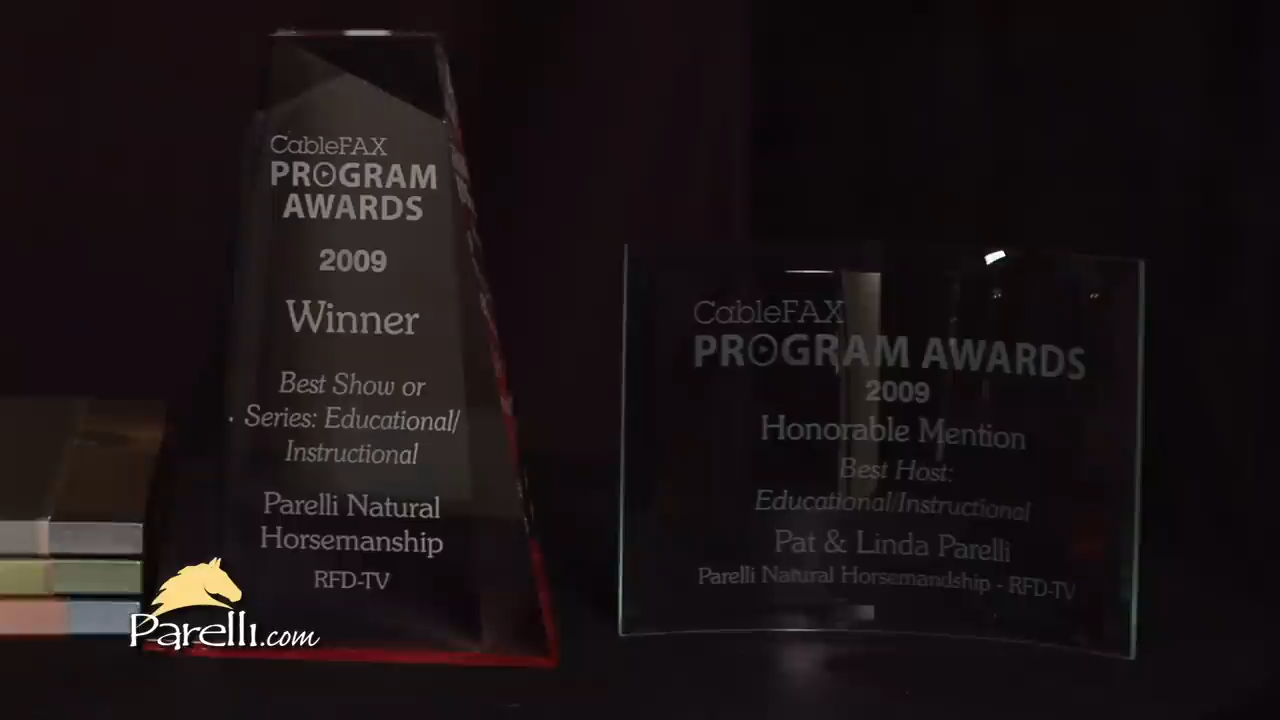 CableFAX
PROGRAM
AWARDS
2009
Winner
Best Show or
Series: Educational/
Instructional
Parelli Natural
Horsemanship
RFD-TV
CableFAX
PROGRAM AWARDS
2009
Honorable Mention
Best Host:
Educational/Instructional
Pat & Linda Parelli
Parelli Natural Horsemandship - RFD-TV
Parelli.com